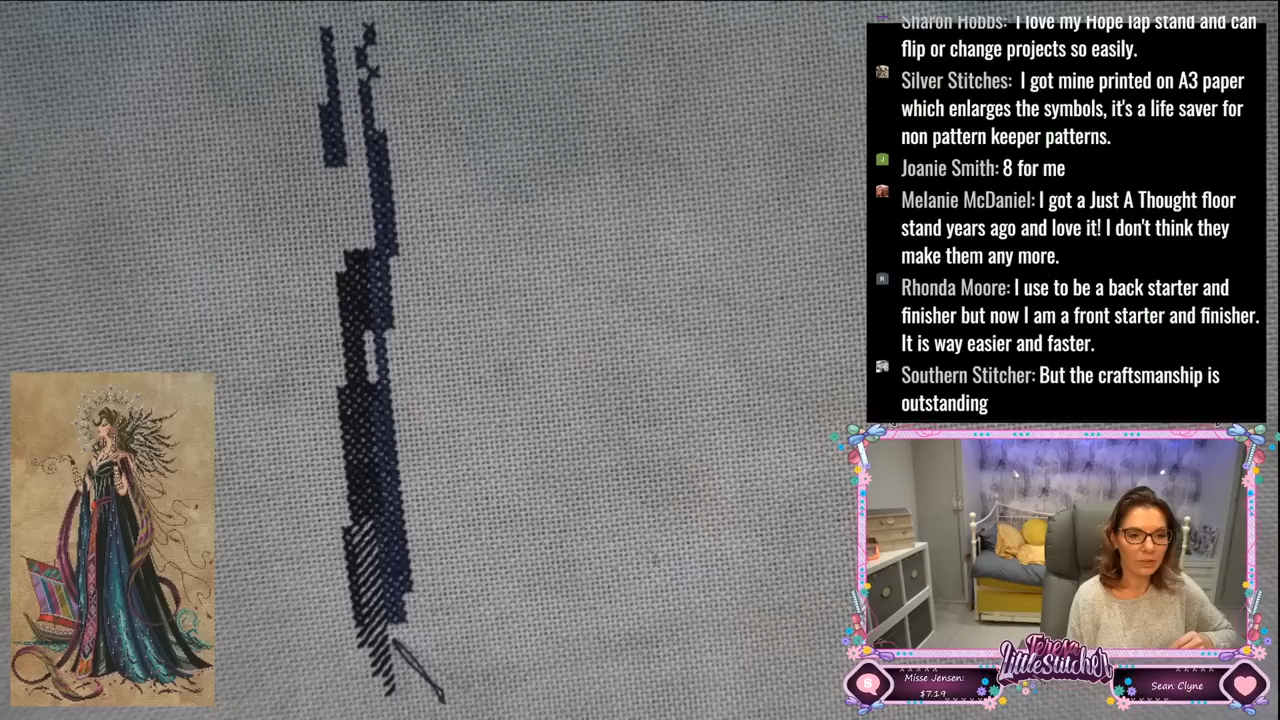 Sharon Hobbs: I love my Hope lap stand and can
flip or change projects so easily.
Silver Stitches: I got mine printed on A3 paper
which enlarges the symbols, it's a life saver for
non pattern keeper patterns.
Joanie Smith: 8 for me
Melanie McDaniel: I got a Just A Thought floor
stand years ago and love it! I don't think they
make them any more.
Rhonda Moore: I use to be a back starter and
finisher but now I am a front starter and finisher.
It is way easier and faster.
Southern Stitcher: But the craftsmanship is
outstanding
Teresa
LittleStitcher
Misse Jensen:
$7.19
Sean Clyne